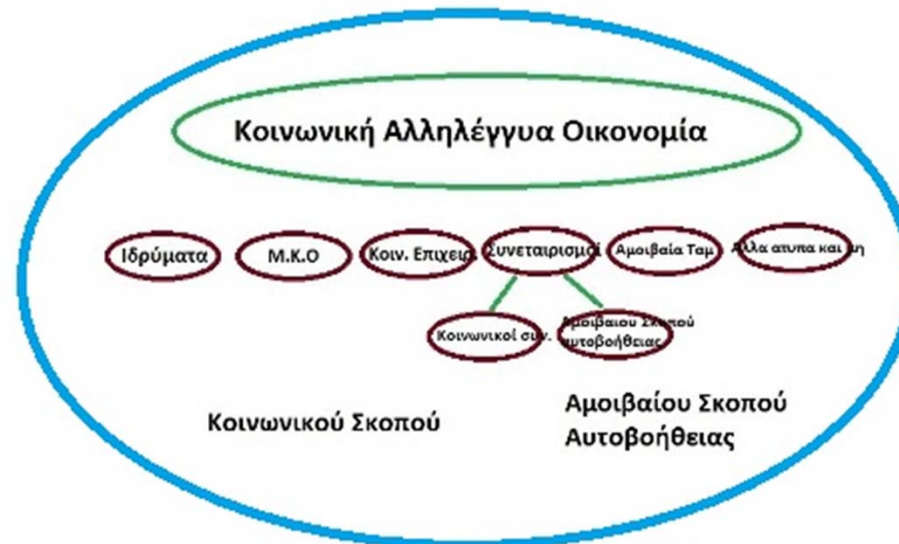 Κοινωνική Αλληλέγγυα Οικονομία
Ιδρύματα
Μ.Κ.Ο
Κοιν. Επιχειρ.
Συνεταιρισμοί
Αμοιβαία Ταμ
Αλλα ατυπα και μη
Κοινωνικοί συν.
Αμοιβαιου Σκοπού
αυτοβοήθειας
Κοινωνικού Σκοπού
Αμοιβαίου Σκοπού
Αυτοβοήθειας